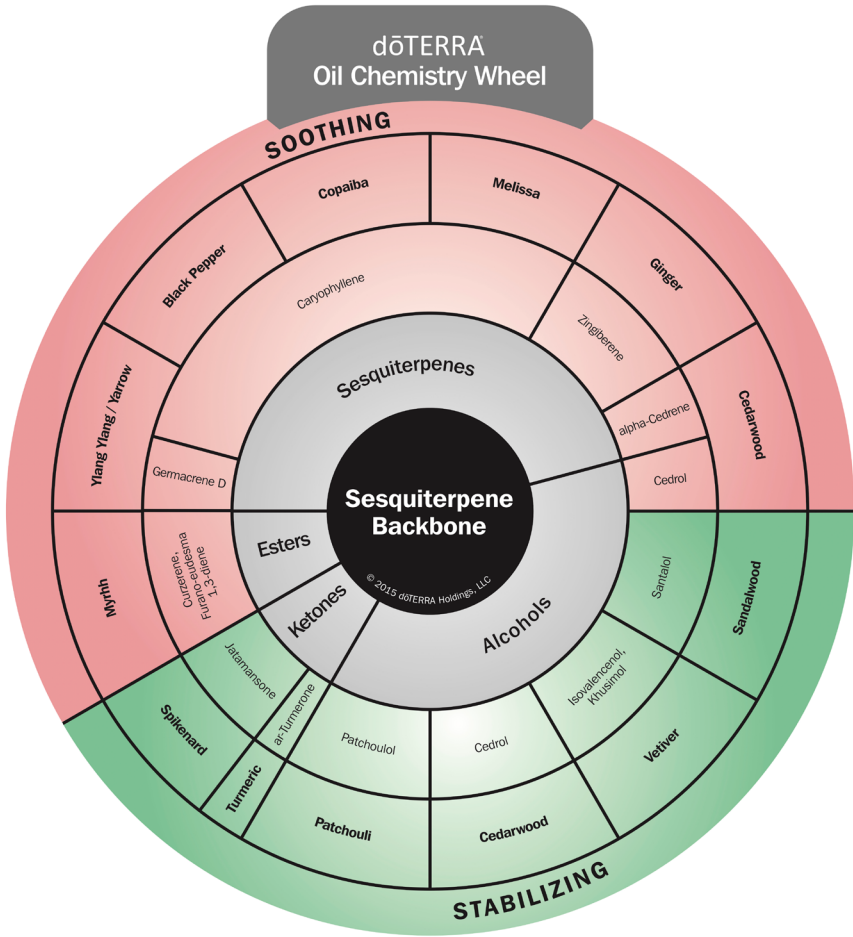 dōTERRA
Oil Chemistry Wheel
SOOTHING
Copaiba
Melissa
Black Pepper
Ginger
Caryophyllene
Zingiberene
Ylang Ylang / Yarrow
Sesquiterpenes
alpha-Cedrene
Cedarwood
Germacrene D
Cedrol
Sesquiterpene
Backbone
© 2015 dōTERRA Holdings, LLC
Esters
Ketones
Alcohols
Myrrh
Curzerene,
Furano-eudesma
1,3-diene
Santalol
Sandalwood
Jatamansone
ar-Turmerone
Isovalencenol,
Khusimol
Spikenard
Patchoulol
Cedrol
Vetiver
Turmeric
Patchouli
Cedarwood
STABILIZING